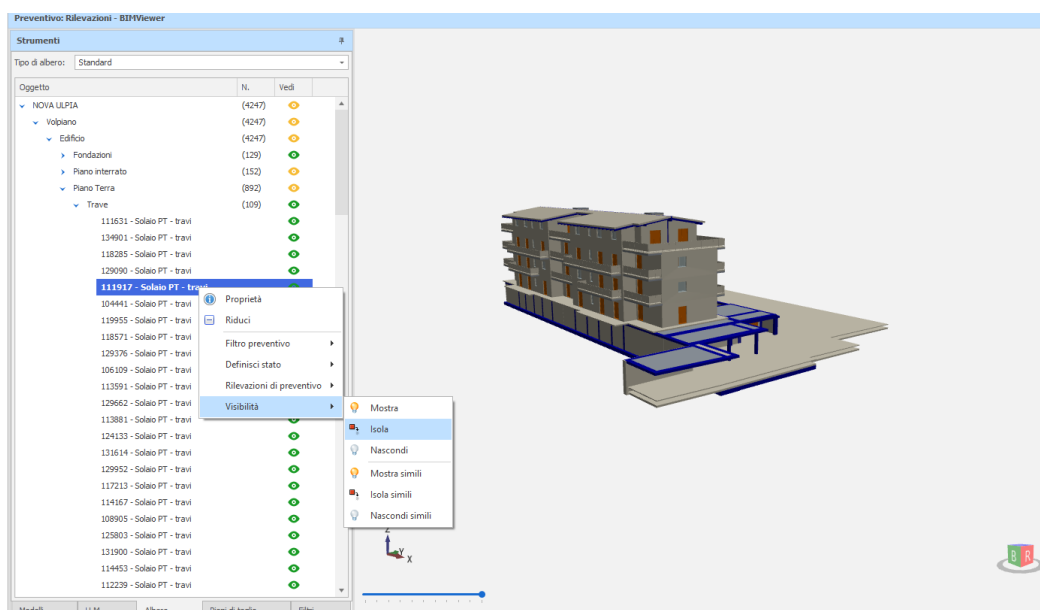 Preventivo: Rilevazioni - BIMViewer
Strumenti
Tipo di albero: Standard
Oggetto N. Vedi
NOVA ULPIA (4247)
Volpiano (4247)
Edificio (4247)
Fondazioni (129)
Piano interrato (152)
Piano Terra (892)
Trave (109)
111631 - Solaio PT - travi
134901 - Solaio PT - travi
118285 - Solaio PT - travi
129090 - Solaio PT - travi
111917 - Solaio PT - travi
104441 - Solaio PT - travi
119955 - Solaio PT - travi
118571 - Solaio PT - travi
129376 - Solaio PT - travi
106109 - Solaio PT - travi
113591 - Solaio PT - travi
129662 - Solaio PT - travi
113881 - Solaio PT - travi
124133 - Solaio PT - travi
131614 - Solaio PT - travi
129952 - Solaio PT - travi
117213 - Solaio PT - travi
114167 - Solaio PT - travi
108905 - Solaio PT - travi
125803 - Solaio PT - travi
131900 - Solaio PT - travi
114453 - Solaio PT - travi
112239 - Solaio PT - travi
Proprietà
Riduci
Filtro preventivo
Definisci stato
Rilevazioni di preventivo
Visibilità
Mostra
Isola
Nascondi
Mostra simili
Isola simili
Nascondi simili
Z
Y
X
B R
Modelli U.M. Albero Pezzi di taglio Filtri